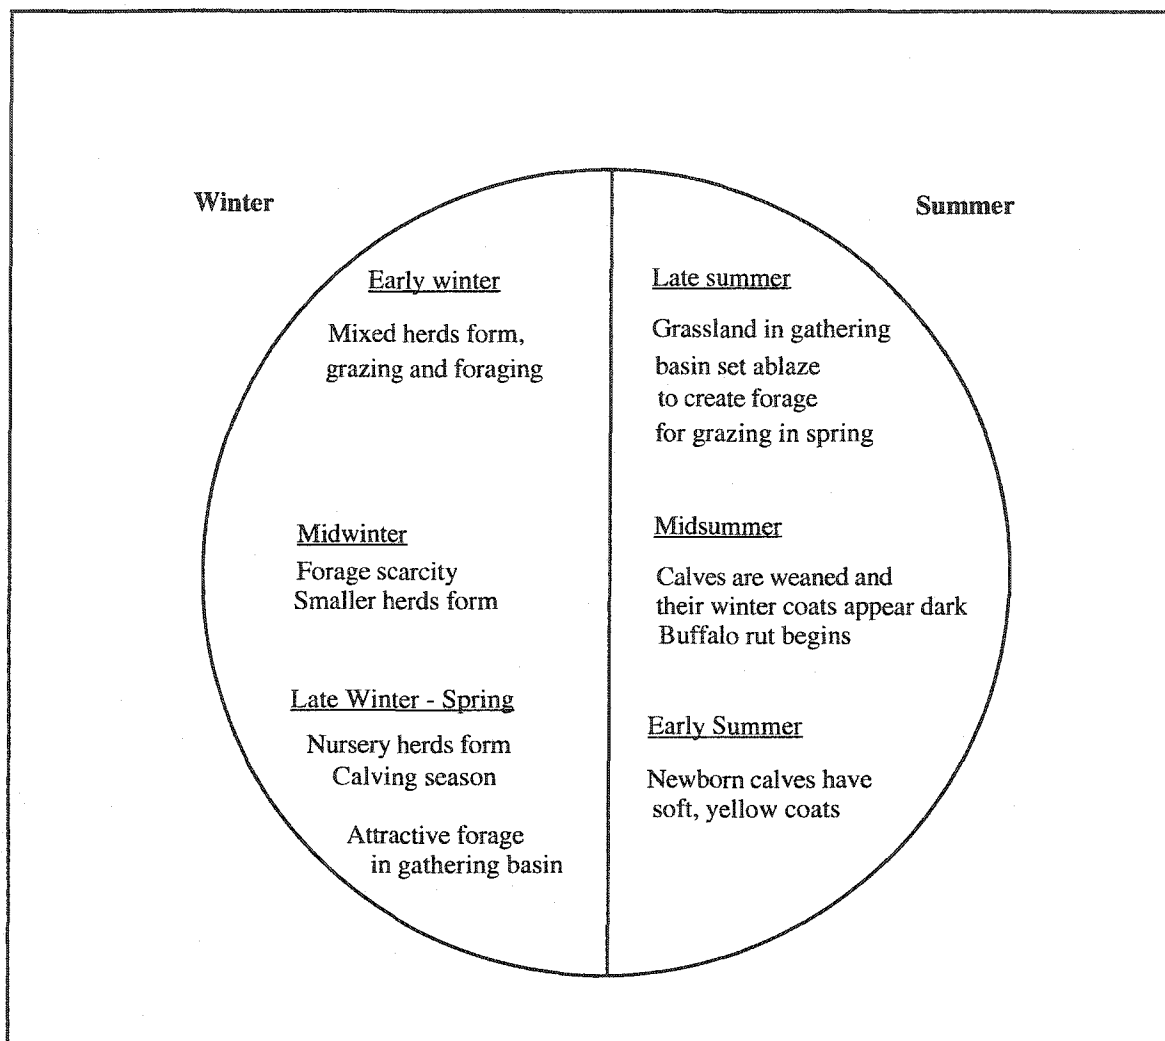 Winter
Early winter
Mixed herds form,
grazing and foraging
Midwinter
Forage scarcity
Smaller herds form
Late Winter - Spring
Nursery herds form
Calving season
Attractive forage
in gathering basin
Summer
Late summer
Grassland in gathering
basin set ablaze
to create forage
for grazing in spring
Midsummer
Calves are weaned and
their winter coats appear dark
Buffalo rut begins
Early Summer
Newborn calves have
soft, yellow coats